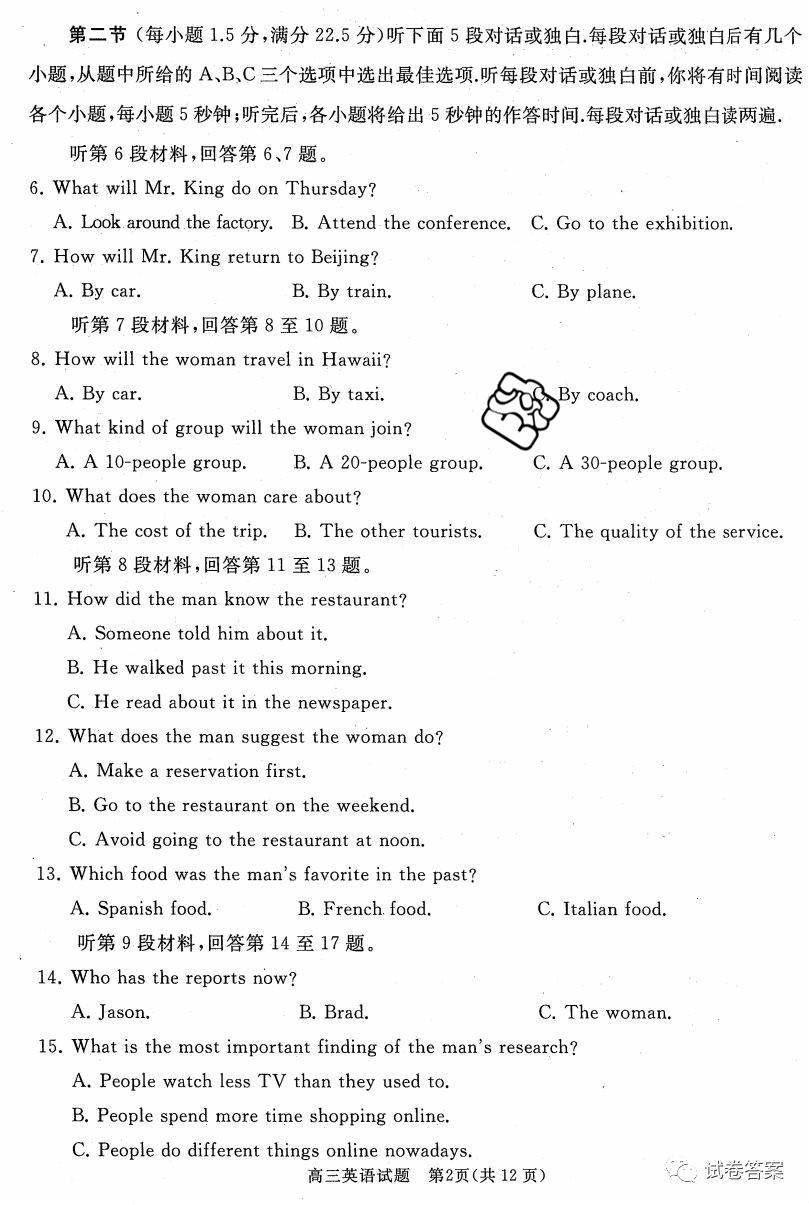 第二节 (每小题 1.5 分,满分 22.5 分)听下面 5 段对话或独白.每段对话或独白后有几个
小题,从题中所给的 A、B、C 三个选项中选出最佳选项.听每段对话或独白前,你将有时间阅读
各个小题,每小题 5 秒钟;听完后,各小题将给出 5 秒钟的作答时间.每段对话或独白读两遍.
听第 6 段材料,回答第 6、7 题。
6. What will Mr. King do on Thursday?
A. Look around the factory. B. Attend the conference. C. Go to the exhibition.
7. How will Mr. King return to Beijing?
A. By car. B. By train. C. By plane.
听第 7 段材料,回答第 8 至 10 题。
8. How will the woman travel in Hawaii?
A. By car. B. By taxi. C. By coach.
9. What kind of group will the woman join?
A. A 10-people group. B. A 20-people group. C. A 30-people group.
10. What does the woman care about?
A. The cost of the trip. B. The other tourists. C. The quality of the service.
听第 8 段材料,回答第 11 至 13 题。
11. How did the man know the restaurant?
A. Someone told him about it.
B. He walked past it this morning.
C. He read about it in the newspaper.
12. What does the man suggest the woman do?
A. Make a reservation first.
B. Go to the restaurant on the weekend.
C. Avoid going to the restaurant at noon.
13. Which food was the man's favorite in the past?
A. Spanish food. B. French food. C. Italian food.
听第 9 段材料,回答第 14 至 17 题。
14. Who has the reports now?
A. Jason. B. Brad. C. The woman.
15. What is the most important finding of the man's research?
A. People watch less TV than they used to.
B. People spend more time shopping online.
C. People do different things online nowadays.
高三英语试题 第2页(共 12 页)
试卷答案